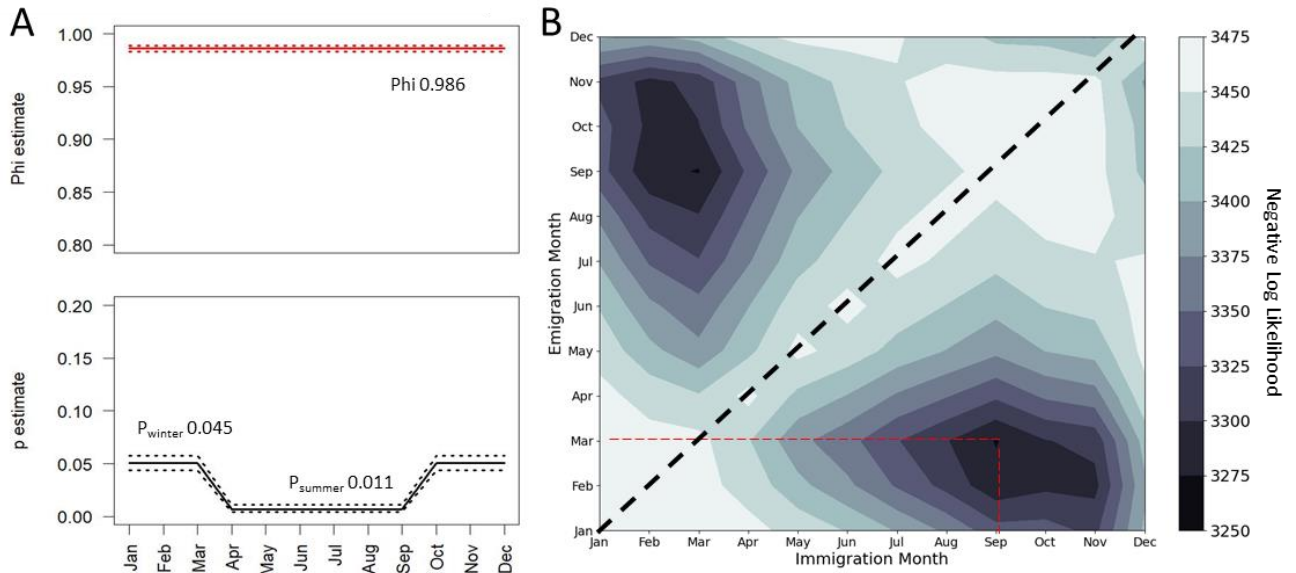 A
Phi estimate
1.00
0.95
0.90
0.85
0.80
Phi 0.986
p estimate
0.20
0.15
0.10
0.05
0.00
Pwinter 0.045
Psummer 0.011
Jan
Feb
Mar
Apr
May
Jun
Jul
Aug
Sep
Oct
Nov
Dec
B
Emigration Month
Dec
Nov
Oct
Sep
Aug
Jul
Jun
May
Apr
Mar
Feb
Jan
Jan Feb Mar Apr May Jun Jul Aug Sep Oct Nov Dec
Immigration Month
3475
3450
3425
3400
3375
3350
3325
3300
3275
3250
Negative Log Likelihood